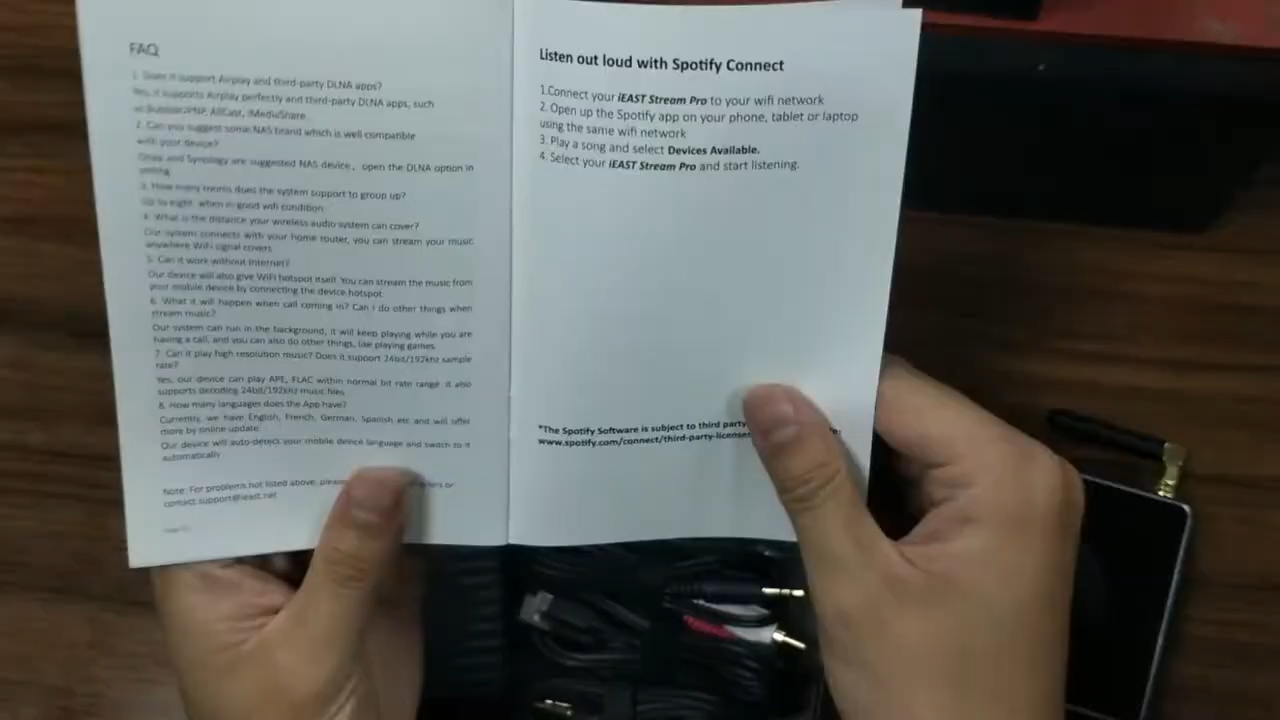 FAQ
1. Does it support Airplay and third-party DLNA apps?
Yes, it supports Airplay perfectly and third-party DLNA apps, such
as BubbleUPNP, AllCast, iMediaShare.
2. Can you suggest some NAS brand which is well compatible
with your device?
Qnap and Synology are suggested NAS device, open the DLNA option in
setting.
3. How many rooms does the system support to group up?
Up to eight, when in good wifi condition.
4. What is the distance your wireless audio system can cover?
Our system connects with your home router, you can stream your music
anywhere WiFi signal covers.
5. Can it work without Internet?
Our device will also give WiFi hotspot itself. You can stream the music from
your mobile device by connecting the device hotspot.
6. What it will happen when call coming in? Can I do other things when
stream music?
Our system can run in the background, it will keep playing while you are
having a call, and you can also do other things, like playing games.
7. Can it play high resolution music? Does it support 24bit/192khz sample
rate?
Yes, our device can play APE, FLAC within normal bit rate range. It also
supports decoding 24bit/192khz music files.
8. How many languages does the App have?
Currently, we have English, French, German, Spanish etc and will offer
more by online update.
Our device will auto-detect your mobile device language and switch to it
automatically.
Note: For problems not listed above, or
contact support@ieast.net
Listen out loud with Spotify Connect
1.Connect your iEAST Stream Pro to your wifi network
2. Open up the Spotify app on your phone, tablet or laptop
using the same wifi network
3. Play a song and select Devices Available.
4. Select your iEAST Stream Pro and start listening.
*The Spotify Software is subject to third party
www.spotify.com/connect/third-party-licenses